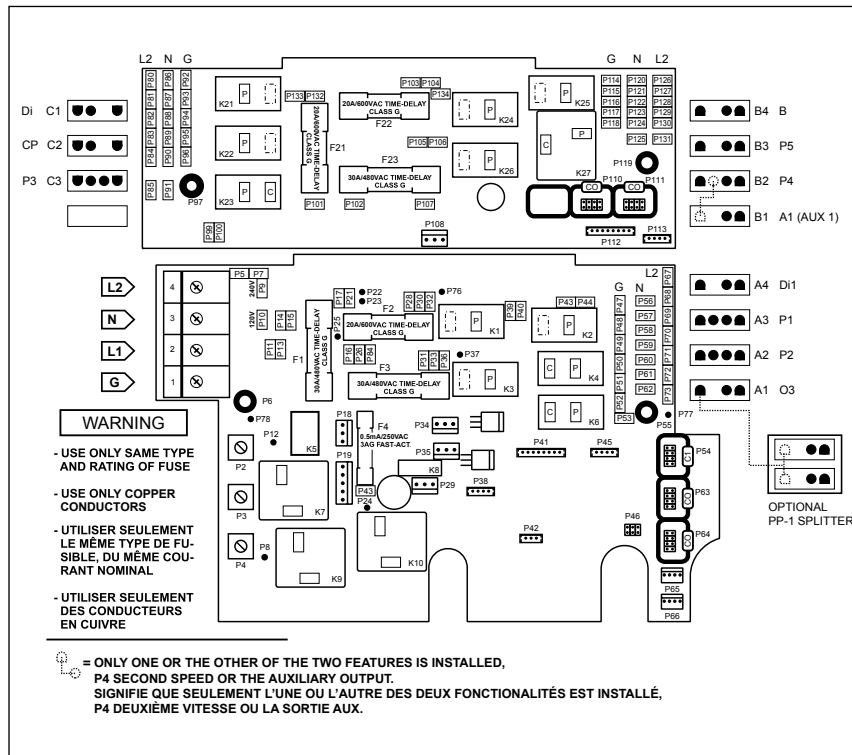 L2 N G
P80 P86 P92
P81 P87 P93
P82 P88 P94
P83 P89 P95
P84 P90 P96
P85 P91
P97
P99
P100
K21
P
K22
P
K23
P C
P133 P132
20A/600VAC TIME-DELAY
CLASS G
F21
P101
P103 P104
P134
20A/600VAC TIME-DELAY
CLASS G
F22
P105 P106
F23
30A/480VAC TIME-DELAY
CLASS G
P102
P107
K24
P
K26
P
K25
P
C P
K27
P108
G N L2
P114 P120 P126
P115 P121 P127
P116 P122 P128
P117 P123 P129
P118 P124 P130
P125 P131
P119
CO CO
P110 P111
P112
P113
Di C1
CP C2
P3 C3
B4 B
B3 P5
B2 P4
B1 A1 (AUX 1)
L2
N
L1
G
4
3
2
1
P5 P7
P9
240V
120V
P10
P14
P15
P11
P13
P6
P78
P12
F1
30A/480VAC TIME-DELAY
CLASS G
P17
P21
P22
P23
P25
P28
P30
P32
P76
F2
20A/600VAC TIME-DELAY
CLASS G
P16
P26
P84
P31
P33
P36
P37
F3
30A/480VAC TIME-DELAY
CLASS G
K1
P
P39
P40
P43 P44
K2
P
K3
P
C P
K4
C P
K6
G N L2
P47
P48
P49
P50
P51
P52
P53
P56
P57
P58
P59
P60
P61
P62
P67
P68
P69
P70
P71
P72
P73
P77
P55
A4 Di1
A3 P1
A2 P2
A1 O3
OPTIONAL
PP-1 SPLITTER
P2
P3
P4
P8
K5
K7
K9
K10
P18
P19
F4
0.5mA/250VAC
3AG FAST-ACT.
P43
P24
P34
P35
K8
P29
P38
P41
P45
P42
P46
P54
CT
P63
CO
P64
CO
P65
P66
WARNING
- USE ONLY SAME TYPE
AND RATING OF FUSE
- USE ONLY COPPER
CONDUCTORS
- UTILISER SEULEMENT
LE MÊME TYPE DE FU-
SIBLE, DU MÊME COU-
RANT NOMINAL
- UTILISER SEULEMENT
DES CONDUCTEURS
EN CUIVRE
= ONLY ONE OR THE OTHER OF THE TWO FEATURES IS INSTALLED,
P4 SECOND SPEED OR THE AUXILIARY OUTPUT.
SIGNIFIE QUE SEULEMENT L'UNE OU L'AUTRE DES DEUX FONCTIONALITÉS EST INSTALLÉ,
P4 DEUXIÈME VITESSE OU LA SORTIE AUX.